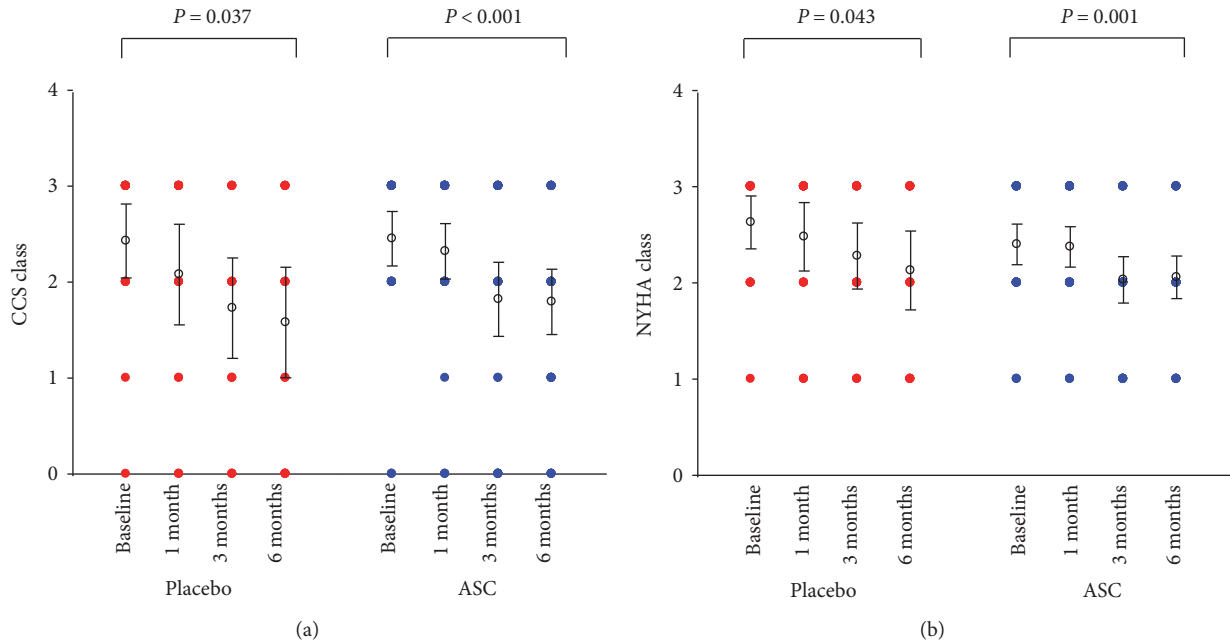 P = 0.037
P < 0.001
4
3
2
1
0
CCS class
Baseline
1 month
3 months
6 months
Baseline
1 month
3 months
6 months
Placebo
ASC
(a)
P = 0.043
P = 0.001
4
3
2
1
0
NYHA class
Baseline
1 month
3 months
6 months
Baseline
1 month
3 months
6 months
Placebo
ASC
(b)